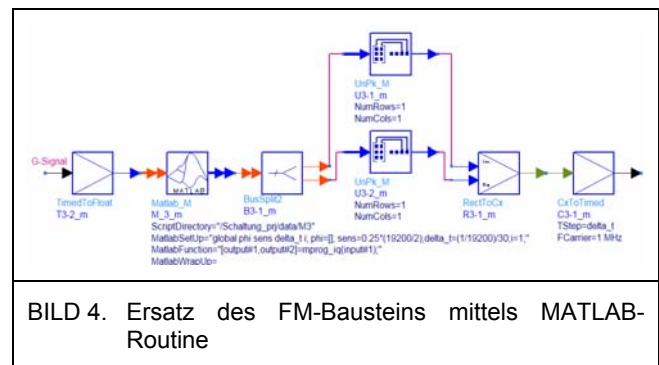 UnPk_M
U3-1_m
NumRows=1
NumCols=1
G-Signal
UnPk_M
U3-2_m
NumRows=1
NumCols=1
MATLAB
Im
Re
TimedToFloat
T3-2_m
Matlab_M
M_3_m
BusSplit2
B3-1_m
RectToCx
R3-1_m
CxToTimed
C3-1_m
TStep=delta_t
FCarrier=1 MHz
ScriptDirectory="/Schaltung_prj/data/M3"
MatlabSetUp="global phi sens delta_t i; phi=[]; sens=0.25*(19200/2);delta_t=(1/19200)/30,i=1;"
MatlabFunction="[output#1,output#2]=mprog_iq(input#1);"
MatlabWrapUp=
BILD 4. Ersatz des FM-Bausteins mittels MATLAB-
Routine